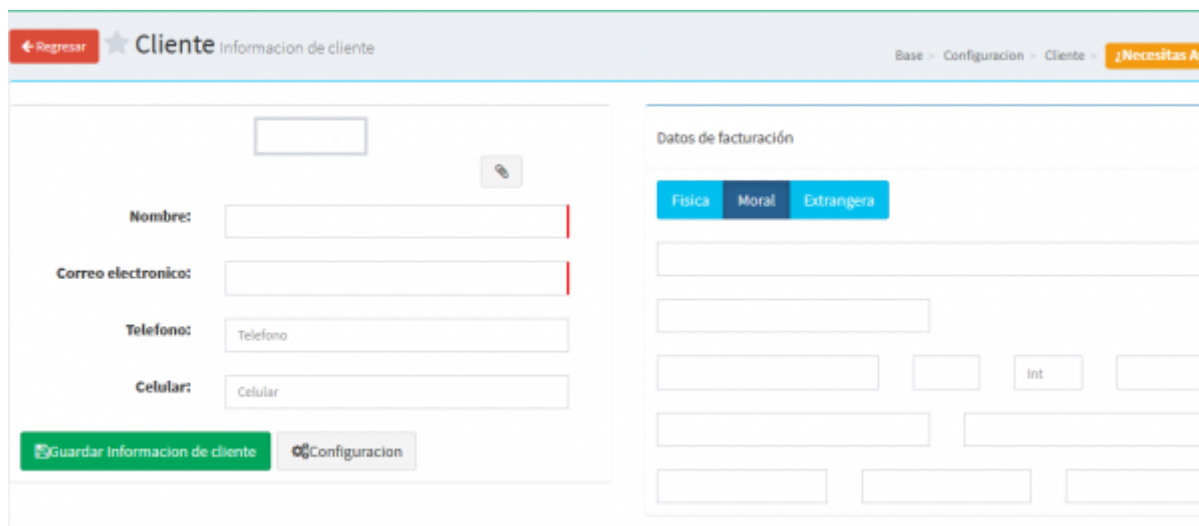 Regresar Cliente Informacion de cliente
Base > Configuracion > Cliente > ¿Necesitas
Datos de facturación
Fisica Moral Extrangera
Nombre:
Correo electronico:
Telefono: Telefono
Celular: Celular
Int
Guardar Informacion de cliente Configuracion